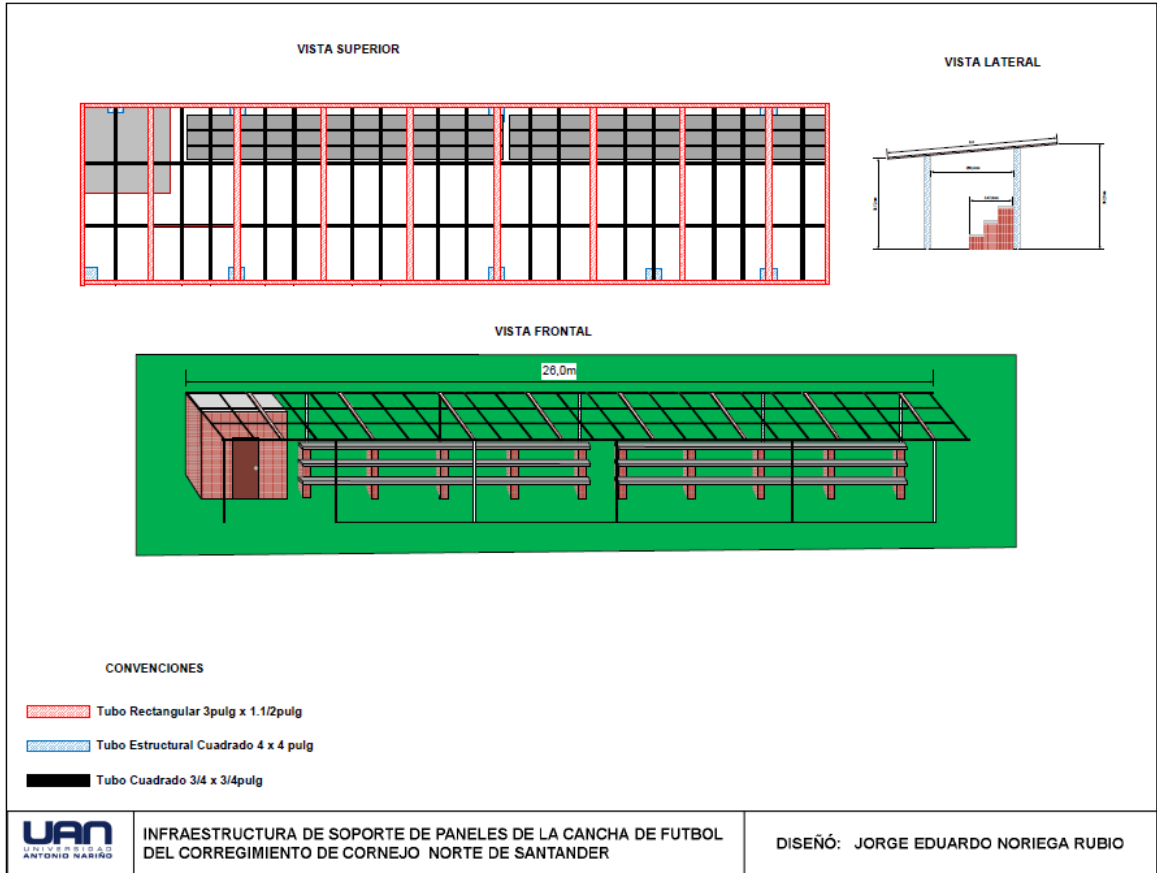 VISTA SUPERIOR
VISTA LATERAL
VISTA FRONTAL
26,0m
CONVENCIONES
Tubo Rectangular 3pulg x 1.1/2pulg
Tubo Estructural Cuadrado 4 x 4 pulg
Tubo Cuadrado 3/4 x 3/4pulg
UAN
UNIVERSIDAD
ANTONIO NARIÑO
INFRAESTRUCTURA DE SOPORTE DE PANELES DE LA CANCHA DE FUTBOL
DEL CORREGIMIENTO DE CORNEJO NORTE DE SANTANDER
DISEÑÓ: JORGE EDUARDO NORIEGA RUBIO